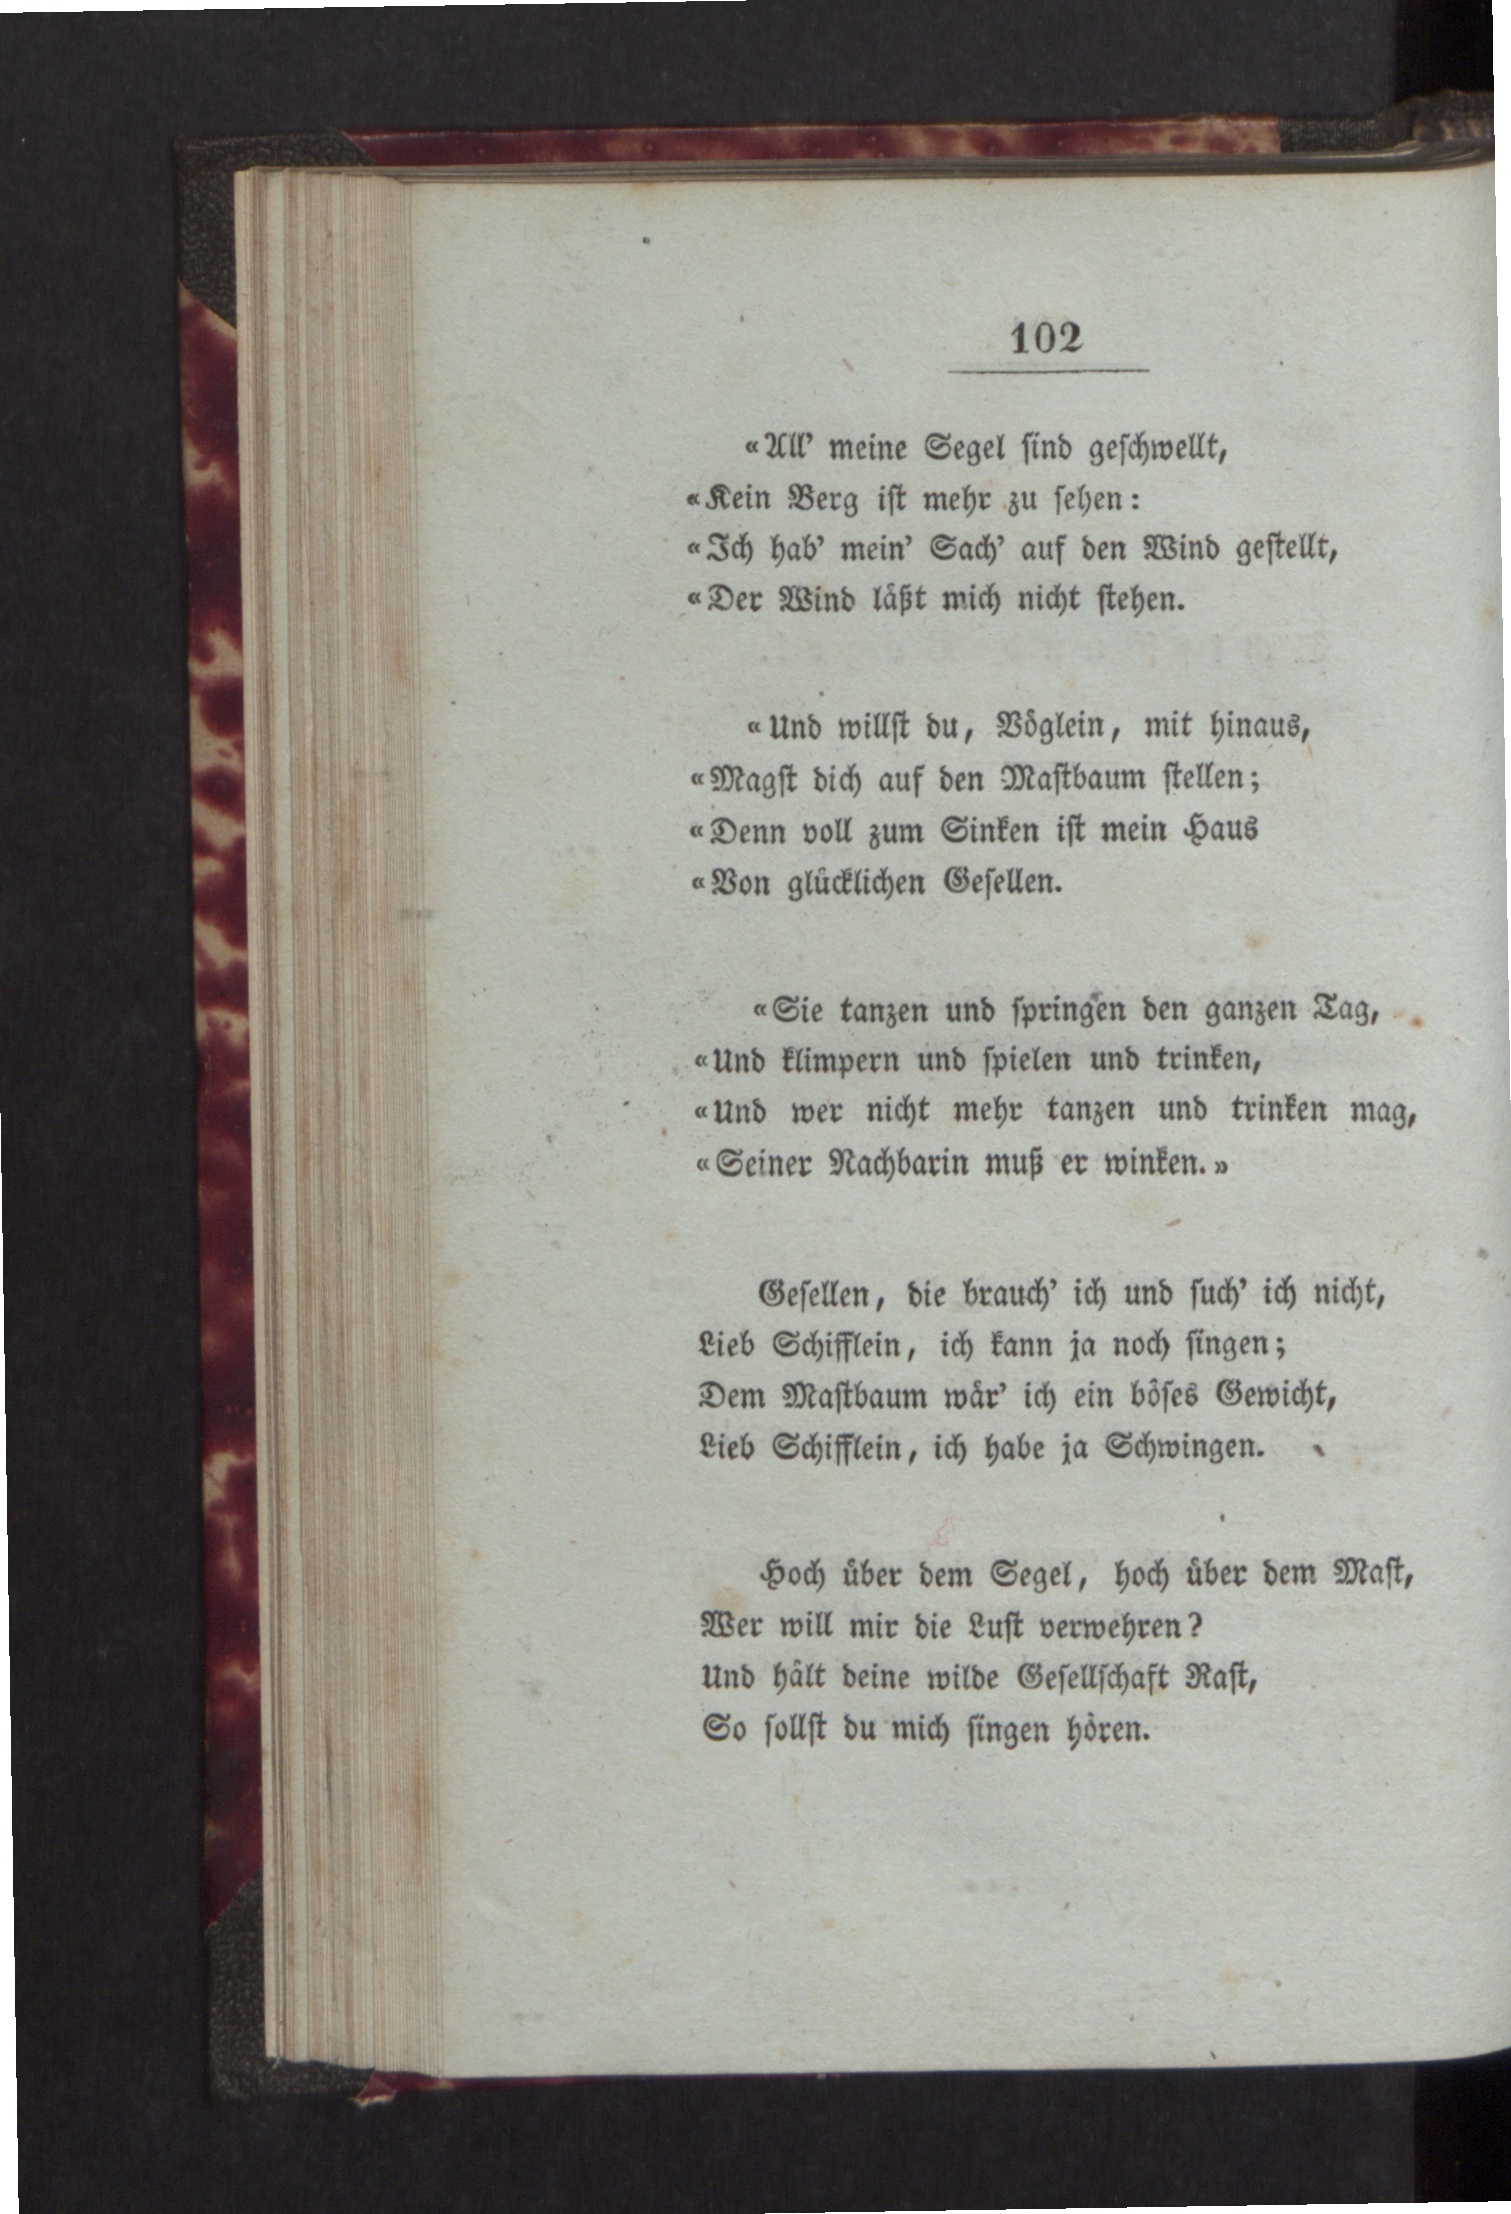 102
«All' meine Segel sind geschwellt,
«Kein Berg ist mehr zu sehen:
«Ich hab' mein' Sach' auf den Wind gestellt,
«Der Wind läßt mich nicht stehen.
«Und willst du, Vöglein, mit hinaus,
«Magst dich auf den Mastbaum stellen;
«Denn voll zum Sinken ist mein Haus
«Von glücklichen Gesellen.
«Sie tanzen und springen den ganzen Tag,
«Und klimpern und spielen und trinken,
«Und wer nicht mehr tanzen und trinken mag,
«Seiner Nachbarin muß er winken.»
Gesellen, die brauch' ich und such' ich nicht,
Lieb Schifflein, ich kann ja noch singen;
Dem Mastbaum wär' ich ein böses Gewicht,
Lieb Schifflein, ich habe ja Schwingen.
Hoch über dem Segel, hoch über dem Mast,
Wer will mir die Lust verwehren?
Und hält deine wilde Gesellschaft Rast,
So sollst du mich singen hören.